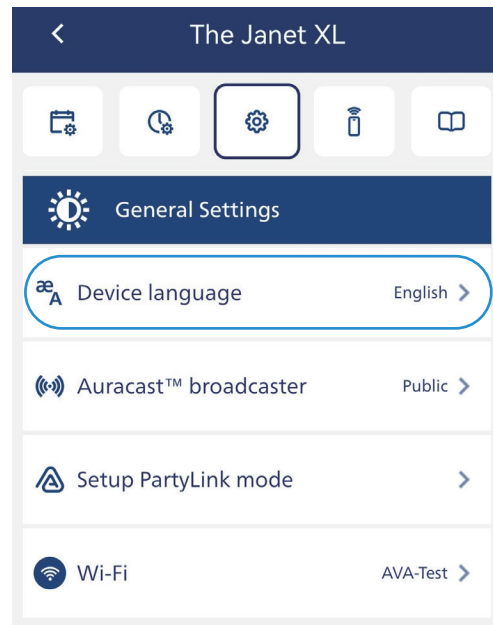 The Janet XL
General Settings
Device language English
Auracast™ broadcaster Public
Setup PartyLink mode
Wi-Fi AVA-Test